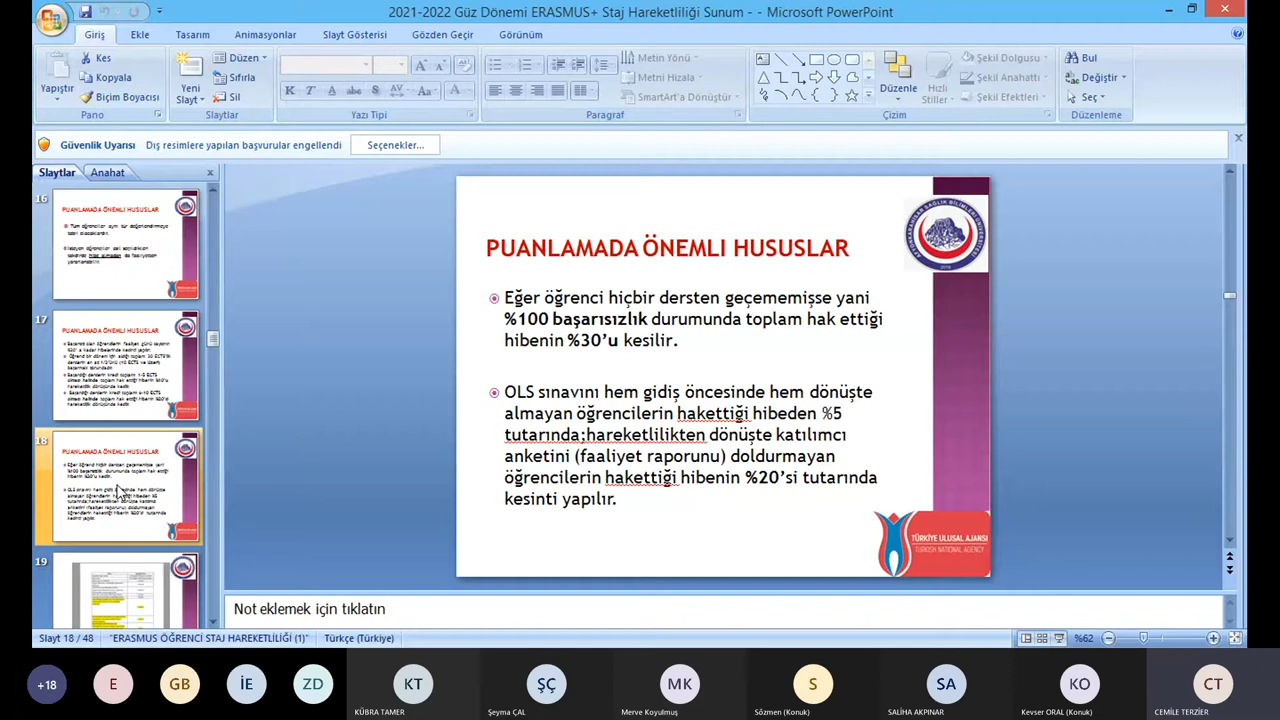 2021-2022 Güz Dönemi ERASMUS+ Staj Hareketliliği Sunum - - Microsoft PowerPoint
Giriş Ekle Tasarım Animasyonlar Slayt Gösterisi Gözden Geçir Görünüm
Yapıştır
Kes
Kopyala
Biçim Boyacısı
Pano
Yeni
Slayt
Düzen
Sıfırla
Sil
Slaytlar
K T A abc S AV Aa A
Yazı Tipi
Metin Yönü
Metni Hizala
SmartArt'a Dönüştür
Paragraf
Düzenle
Hızlı
Stiller
Şekil Dolgusu
Şekil Anahattı
Şekil Efektleri
Çizim
Bul
Değiştir
Seç
Düzenleme
Güvenlik Uyarısı Dış resimlere yapılan başvurular engellendi Seçenekler...
Slaytlar Anahat
16
PUANLAMADA ÖNEMLİ HUSUSLAR
17
PUANLAMADA ÖNEMLİ HUSUSLAR
18
PUANLAMADA ÖNEMLİ HUSUSLAR
19
PUANLAMADA ÖNEMLİ HUSUSLAR
Eğer öğrenci hiçbir dersten geçememişse yani
%100 başarısızlık durumunda toplam hak ettiği
hibenin %30'u kesilir.
OLS sınavını hem gidiş öncesinde hem dönüşte
almayan öğrencilerin hakettiği hibeden %5
tutarında;hareketlilikten dönüşte katılımcı
anketini (faaliyet raporunu) doldurmayan
öğrencilerin hakettiği hibenin %20'si tutarında
kesinti yapılır.
TÜRKİYE ULUSAL AJANSI
TURKISH NATIONAL AGENCY
Not eklemek için tıklatın
Slayt 18 / 48 "ERASMUS ÖĞRENCİ STAJ HAREKETLİLİĞİ (1)" Türkçe (Türkiye) %62
+18 E GB İE ZD KT ŞÇ MK S SA KO CT
KÜBRA TAMER Şeyma ÇAL Merve Koyulmuş Sözmen (Konuk) SALİHA AKPINAR Kevser ORAL (Konuk) CEMİLE TERZİER